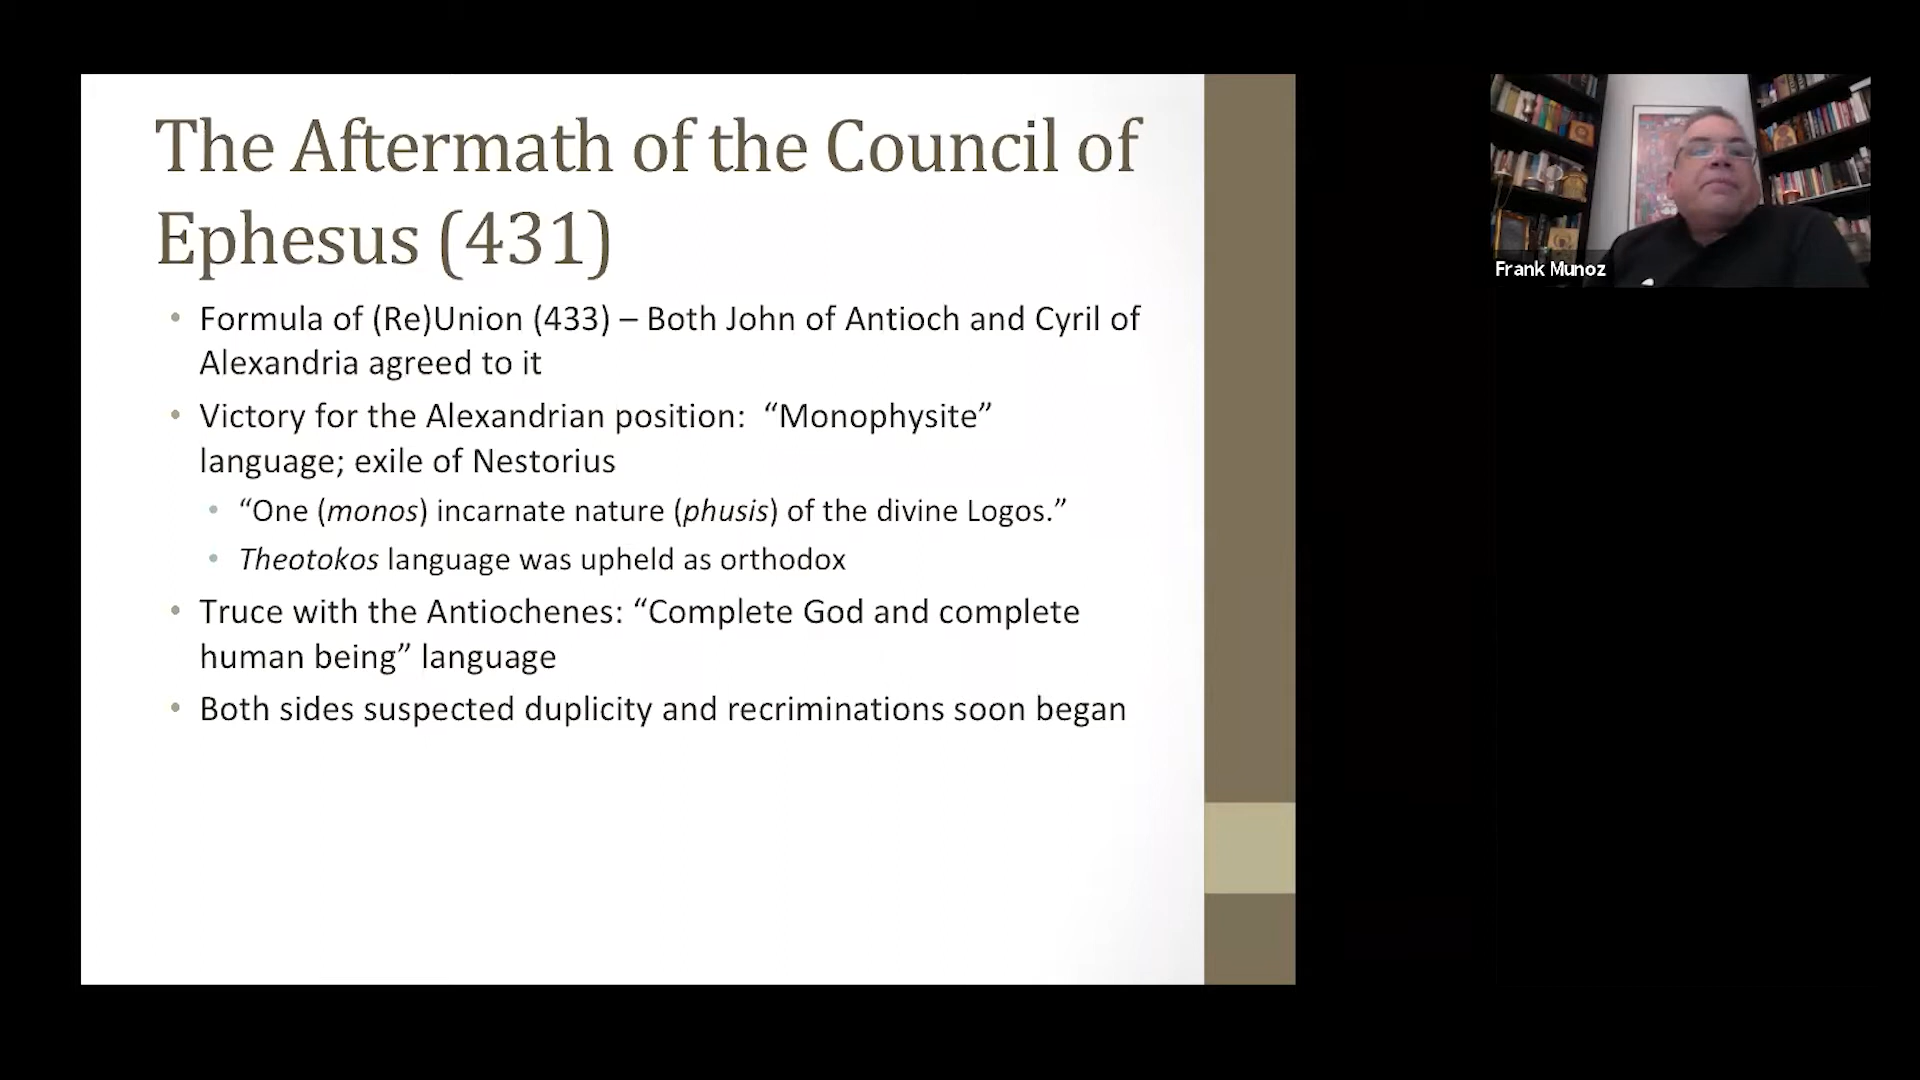 The Aftermath of the Council of
Ephesus (431)
• Formula of (Re)Union (433) – Both John of Antioch and Cyril of
Alexandria agreed to it
• Victory for the Alexandrian position:  “Monophysite”
language; exile of Nestorius
• “One (monos) incarnate nature (phusis) of the divine Logos.”
• Theotokos language was upheld as orthodox
• Truce with the Antiochenes: “Complete God and complete
human being” language
• Both sides suspected duplicity and recriminations soon began
Frank Munoz